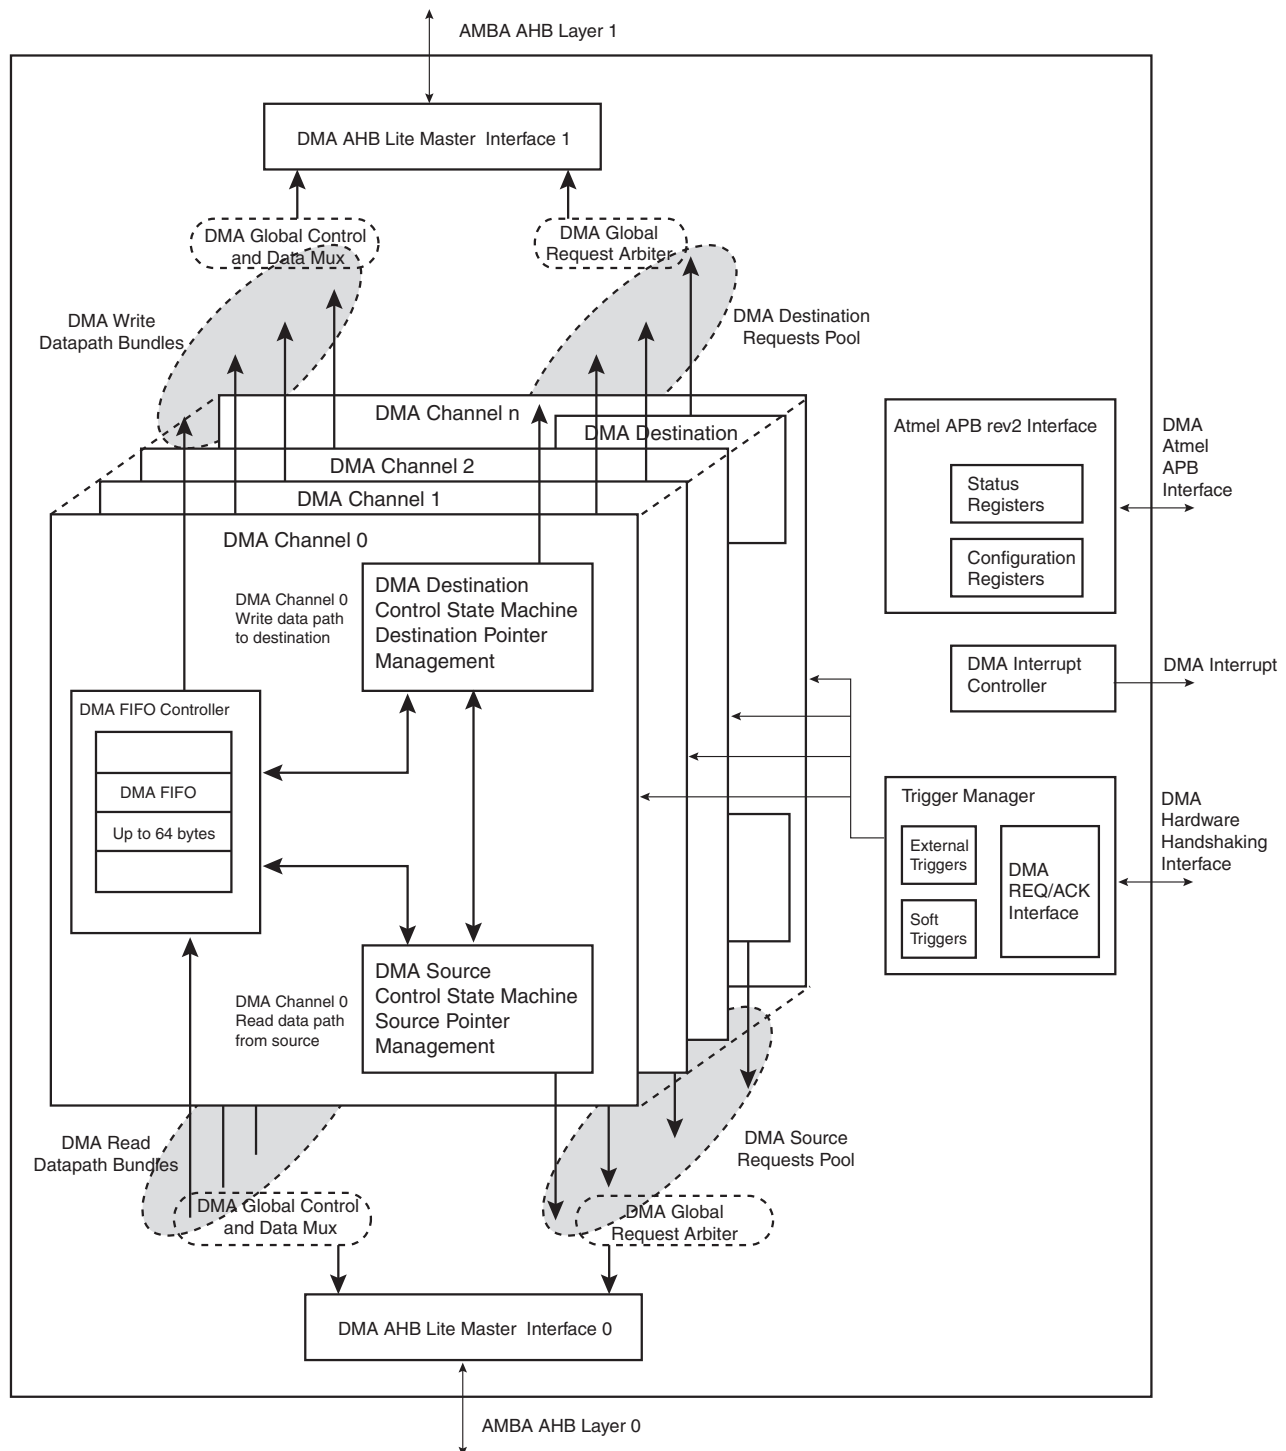 AMBA AHB Layer 1
DMA AHB Lite Master Interface 1
DMA Global Control
and Data Mux
DMA Global
Request Arbiter
DMA Write
Datapath Bundles
DMA Destination
Requests Pool
DMA Channel n
DMA Destination
DMA Channel 2
DMA Channel 1
DMA Channel 0
Atmel APB rev2 Interface
Status
Registers
Configuration
Registers
DMA
Atmel
APB
Interface
DMA Channel 0
Write data path
to destination
DMA Destination
Control State Machine
Destination Pointer
Management
DMA Interrupt
Controller
DMA Interrupt
DMA FIFO Controller
DMA FIFO
Up to 64 bytes
Trigger Manager
External
Triggers
Soft
Triggers
DMA
REQ/ACK
Interface
DMA
Hardware
Handshaking
Interface
DMA Source
Control State Machine
Source Pointer
Management
DMA Channel 0
Read data path
from source
DMA Read
Datapath Bundles
DMA Source
Requests Pool
DMA Global Control
and Data Mux
DMA Global
Request Arbiter
DMA AHB Lite Master Interface 0
AMBA AHB Layer 0